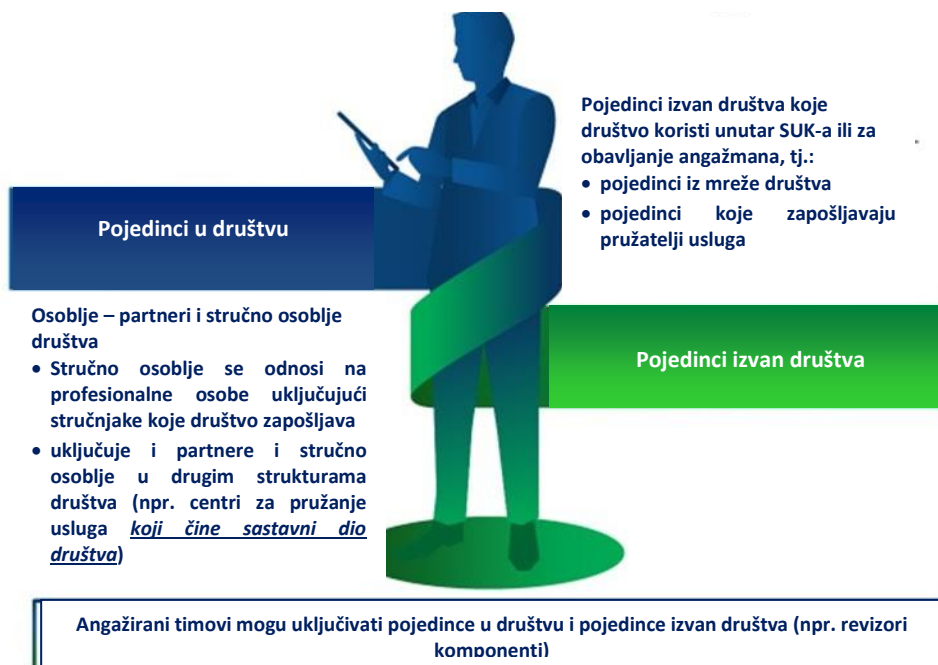 Pojedinci u društvu
Osoblje – partneri i stručno osoblje
društva
• Stručno osoblje se odnosi na
profesionalne osobe uključujući
stručnjake koje društvo zapošljava
• uključuje i partnere i stručno
osoblje u drugim strukturama
društva (npr. centri za pružanje
usluga koji čine sastavni dio
društva)
Pojedinci izvan društva koje
društvo koristi unutar SUK-a ili za
obavljanje angažmana, tj.:
• pojedinci iz mreže društva
• pojedinci koje zapošljavaju
pružatelji usluga
Pojedinci izvan društva
Angažirani timovi mogu uključivati pojedince u društvu i pojedince izvan društva (npr. revizori
komponenti)